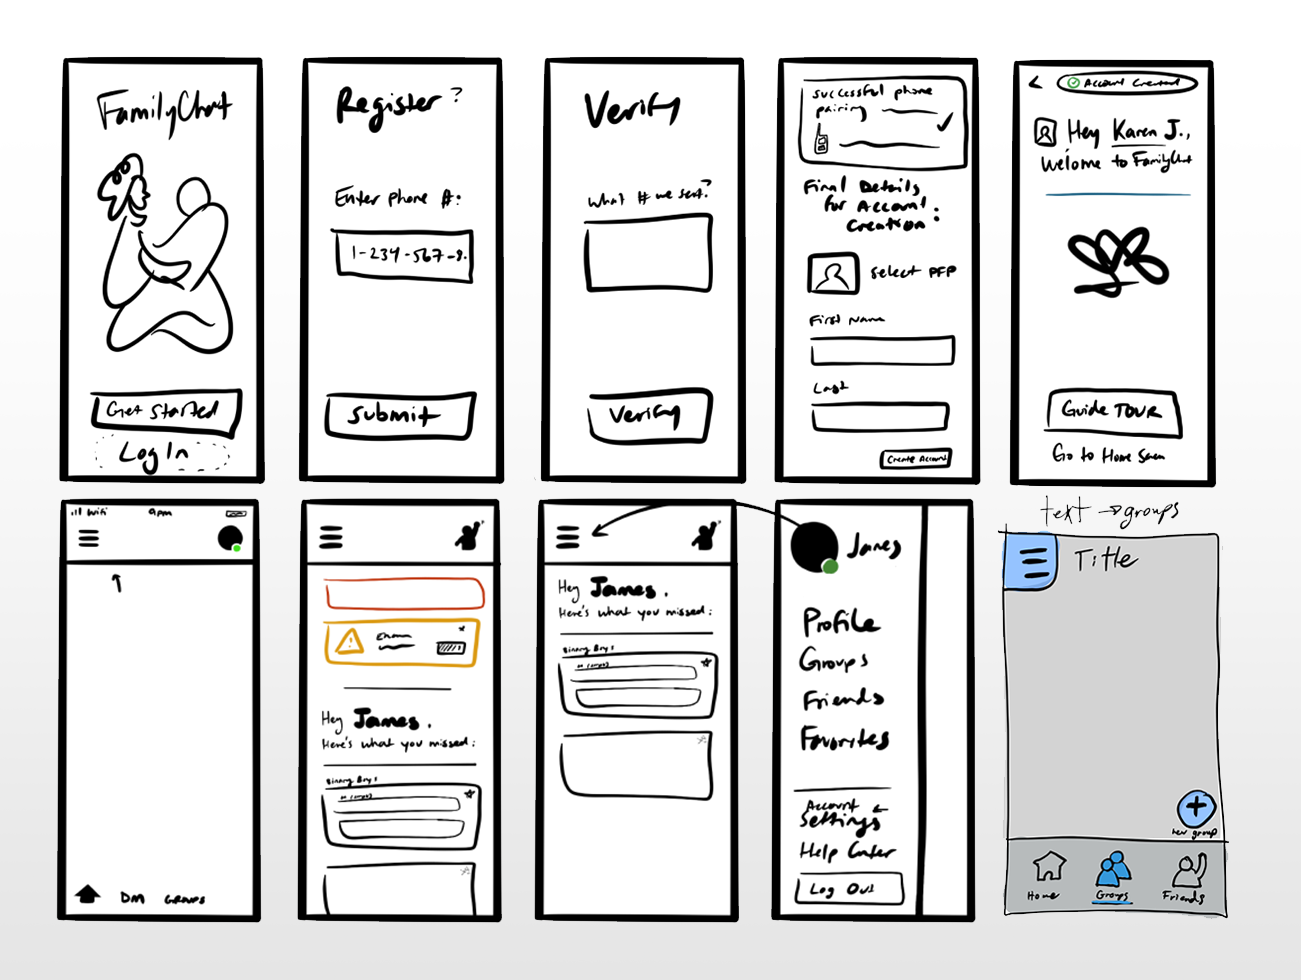 FamilyChat
Get Started
Log In
Register?
Enter phone #:
1-234-567-8.
Submit
Verify
What # we sent?
Verify
successful phone
pairing
Final Details
for Account
Creation:
Select PFP
First Name
Last
Create Account
Account Created
Hey Karen J.,
Welcome to FamilyChat
Guide TOUR
Go to Home Screen
wifi
9pm
DM
GROUPS
Hey James.
Here's what you missed:
Binary Boys
Hey James.
Here's what you missed:
Binary Boys
James
Profile
Groups
Friends
Favorites
Account
Settings
Help Center
Log Out
text → groups
Title
new group
Home
Groups
Friends